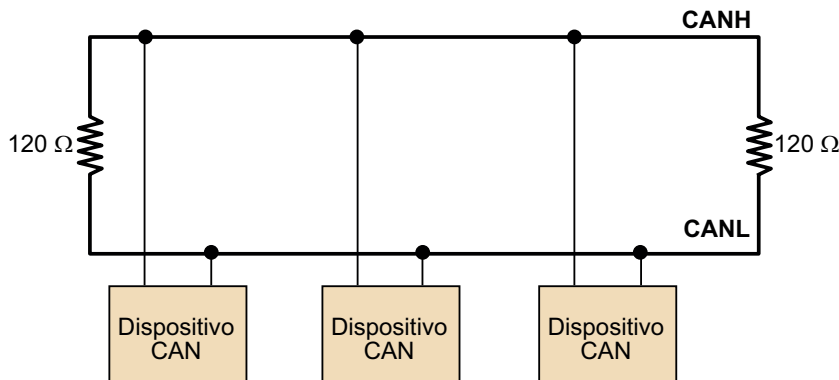 CANH
120 Ω
120 Ω
CANL
Dispositivo
CAN
Dispositivo
CAN
Dispositivo
CAN